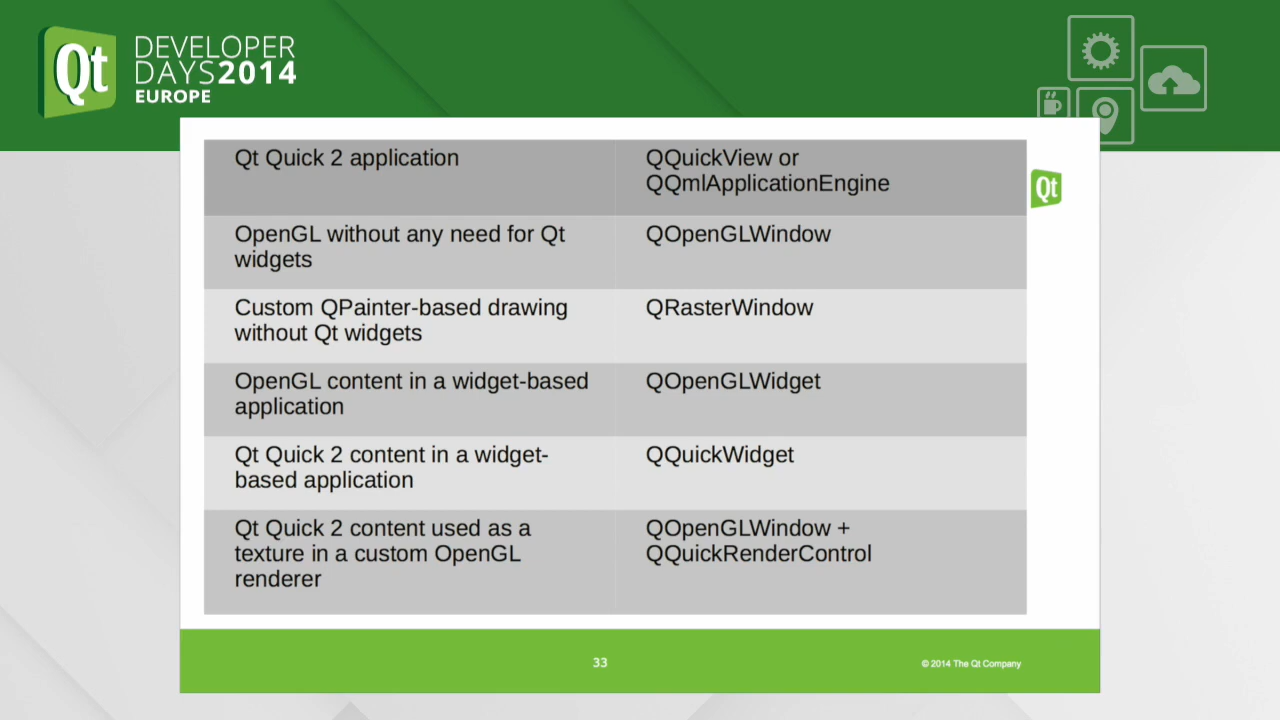 Qt
DEVELOPER
DAYS2014
EUROPE
Qt Quick 2 application
QQuickView or
QQmlApplicationEngine
Qt
OpenGL without any need for Qt
widgets
QOpenGLWindow
Custom QPainter-based drawing
without Qt widgets
QRasterWindow
OpenGL content in a widget-based
application
QOpenGLWidget
Qt Quick 2 content in a widget-
based application
QQuickWidget
Qt Quick 2 content used as a
texture in a custom OpenGL
renderer
QOpenGLWindow +
QQuickRenderControl
33
© 2014 The Qt Company